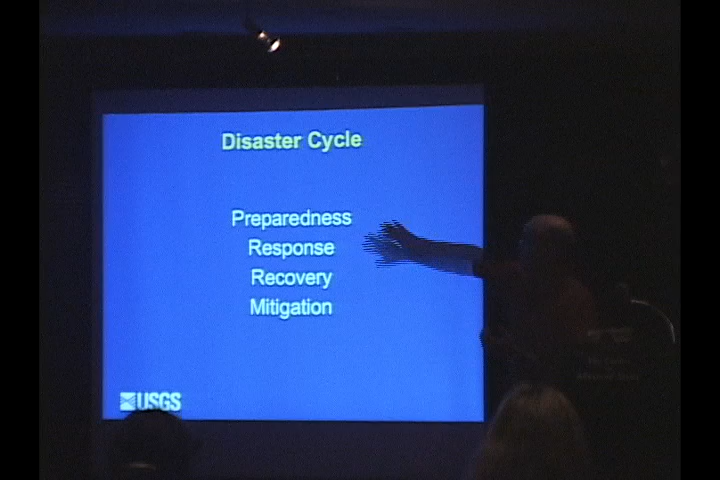 Disaster Cycle
Preparedness
Response
Recovery
Mitigation
USGS